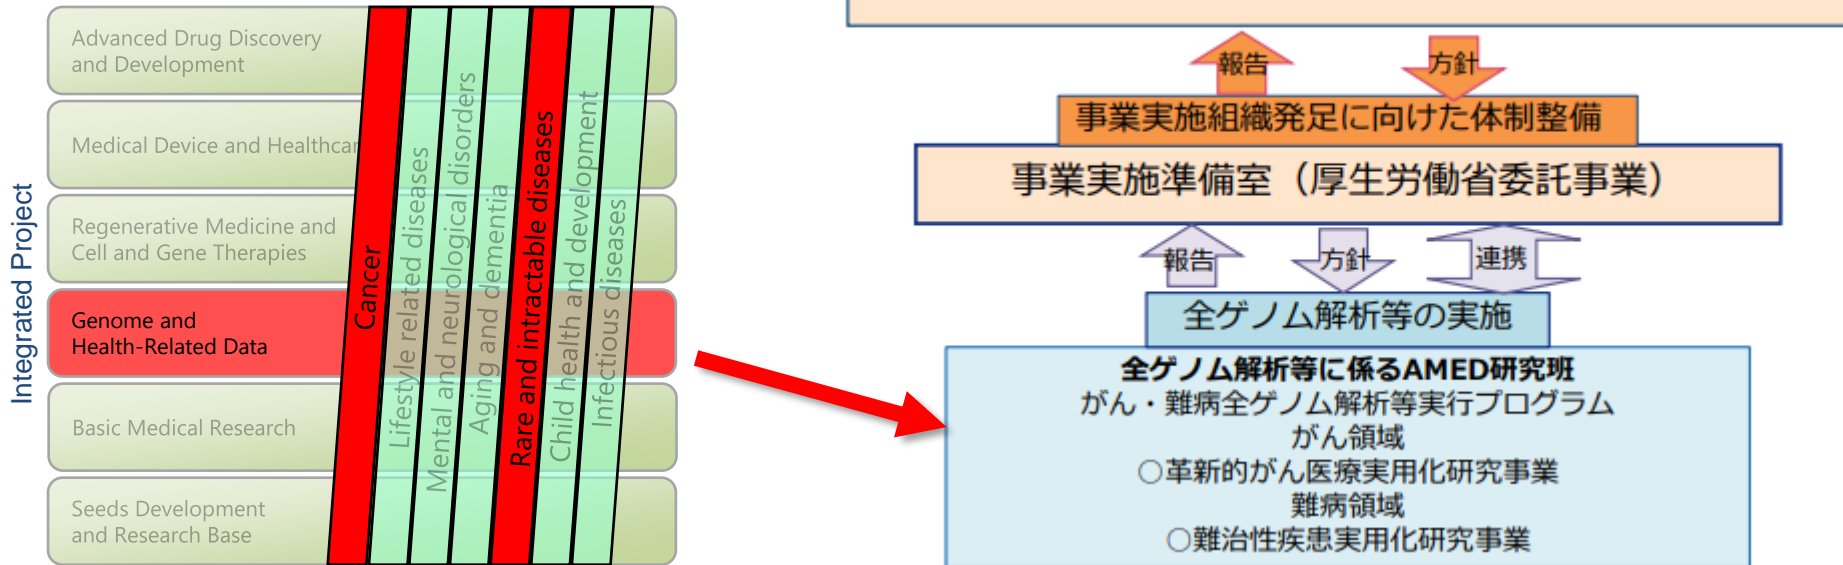 Integrated Project
Advanced Drug Discovery
and Development
Medical Device and Healthcar
Regenerative Medicine and
Cell and Gene Therapies
Genome and
Health-Related Data
Basic Medical Research
Seeds Development
and Research Base
Cancer
Lifestyle related diseases
Mental and neurological disorders
Aging and dementia
Rare and intractable diseases
Child health and development
Infectious diseases
報告
方針
事業実施組織発足に向けた体制整備
事業実施準備室（厚生労働省委託事業）
報告
方針
連携
全ゲノム解析等の実施
全ゲノム解析等に係るAMED研究班
がん・難病全ゲノム解析等実行プログラム
がん領域
○革新的がん医療実用化研究事業
難病領域
○難治性疾患実用化研究事業